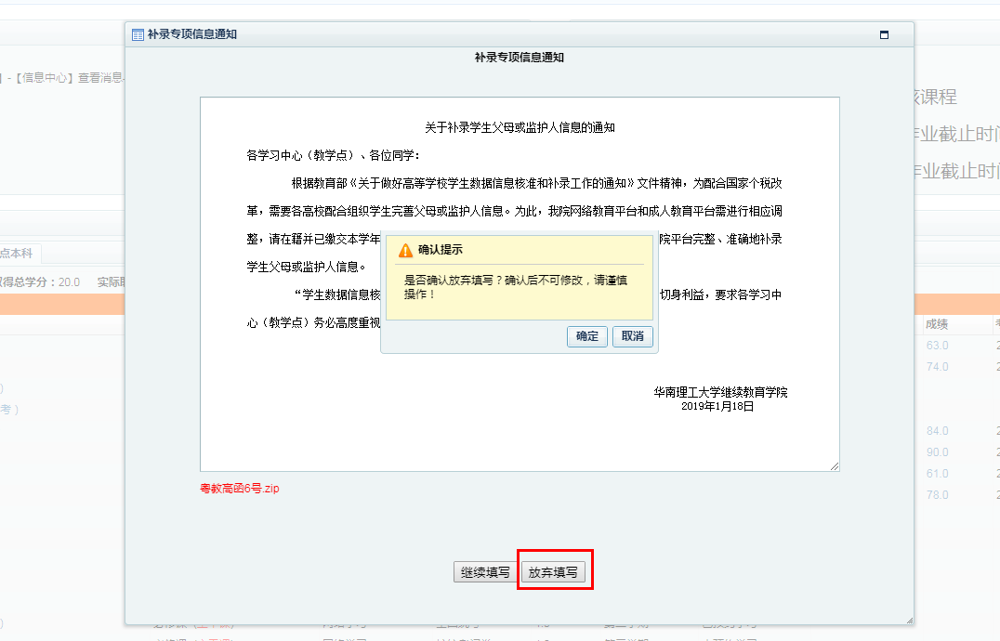 补录专项信息通知
补录专项信息通知
】-【信息中心】查看消息
课程
业截止时间
作业截止时间
关于补录学生父母或监护人信息的通知
各学习中心（教学点）、各位同学：
根据教育部《关于做好高等学校学生数据信息核准和补录工作的通知》文件精神，为配合国家个税改
革，需要各高校配合组织学生完善父母或监护人信息。为此，我院网络教育平台和成人教育平台需进行相应调
整，请在籍并已缴交本学年
院平台完整、准确地补录
学生父母或监护人信息。
“学生数据信息核
切身利益，要求各学习中
心（教学点）务必高度重视
确认提示
是否确认放弃填写？确认后不可修改，请谨慎
操作！
确定 取消
点本科
得总学分：20.0 实际
成绩
63.0
74.0
考）
华南理工大学继续教育学院
2019年1月18日
84.0
90.0
61.0
78.0
粤教高函6号.zip
继续填写 放弃填写